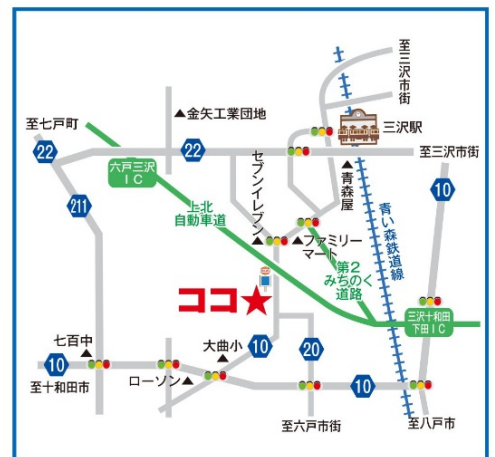 至三沢市街
▲金矢工業団地
至七戸町
三沢駅
22
22
至三沢市街
六戸三沢
IC
セブンイレブン▲
▲青森屋
10
211
上北
自動車道
青い森鉄道線
▲ファミリー
マート
第2
みちのく
道路
ココ★
三沢十和田
下田IC
七百中
▲
大曲小
▲
10
20
10
ローソン▲
10
至十和田市
至六戸市街
至八戸市